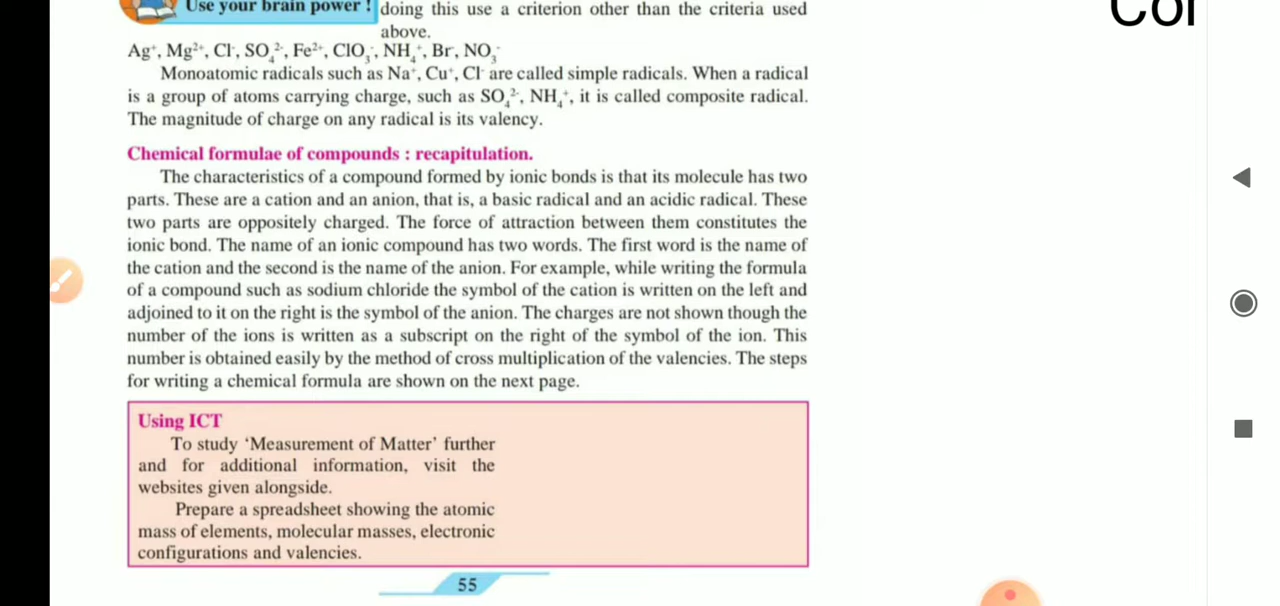 Use your brain power !
doing this use a criterion other than the criteria used
above.
Ag⁺, Mg²⁺, Cl⁻, SO₄²⁻, Fe²⁺, ClO₃⁻, NH₄⁺, Br⁻, NO₃⁻
Monoatomic radicals such as Na⁺, Cu⁺, Cl⁻ are called simple radicals. When a radical
is a group of atoms carrying charge, such as SO₄²⁻, NH₄⁺, it is called composite radical.
The magnitude of charge on any radical is its valency.
Chemical formulae of compounds : recapitulation.
The characteristics of a compound formed by ionic bonds is that its molecule has two
parts. These are a cation and an anion, that is, a basic radical and an acidic radical. These
two parts are oppositely charged. The force of attraction between them constitutes the
ionic bond. The name of an ionic compound has two words. The first word is the name of
the cation and the second is the name of the anion. For example, while writing the formula
of a compound such as sodium chloride the symbol of the cation is written on the left and
adjoined to it on the right is the symbol of the anion. The charges are not shown though the
number of the ions is written as a subscript on the right of the symbol of the ion. This
number is obtained easily by the method of cross multiplication of the valencies. The steps
for writing a chemical formula are shown on the next page.
Using ICT
To study ‘Measurement of Matter’ further
and for additional information, visit the
websites given alongside.
Prepare a spreadsheet showing the atomic
mass of elements, molecular masses, electronic
configurations and valencies.
55